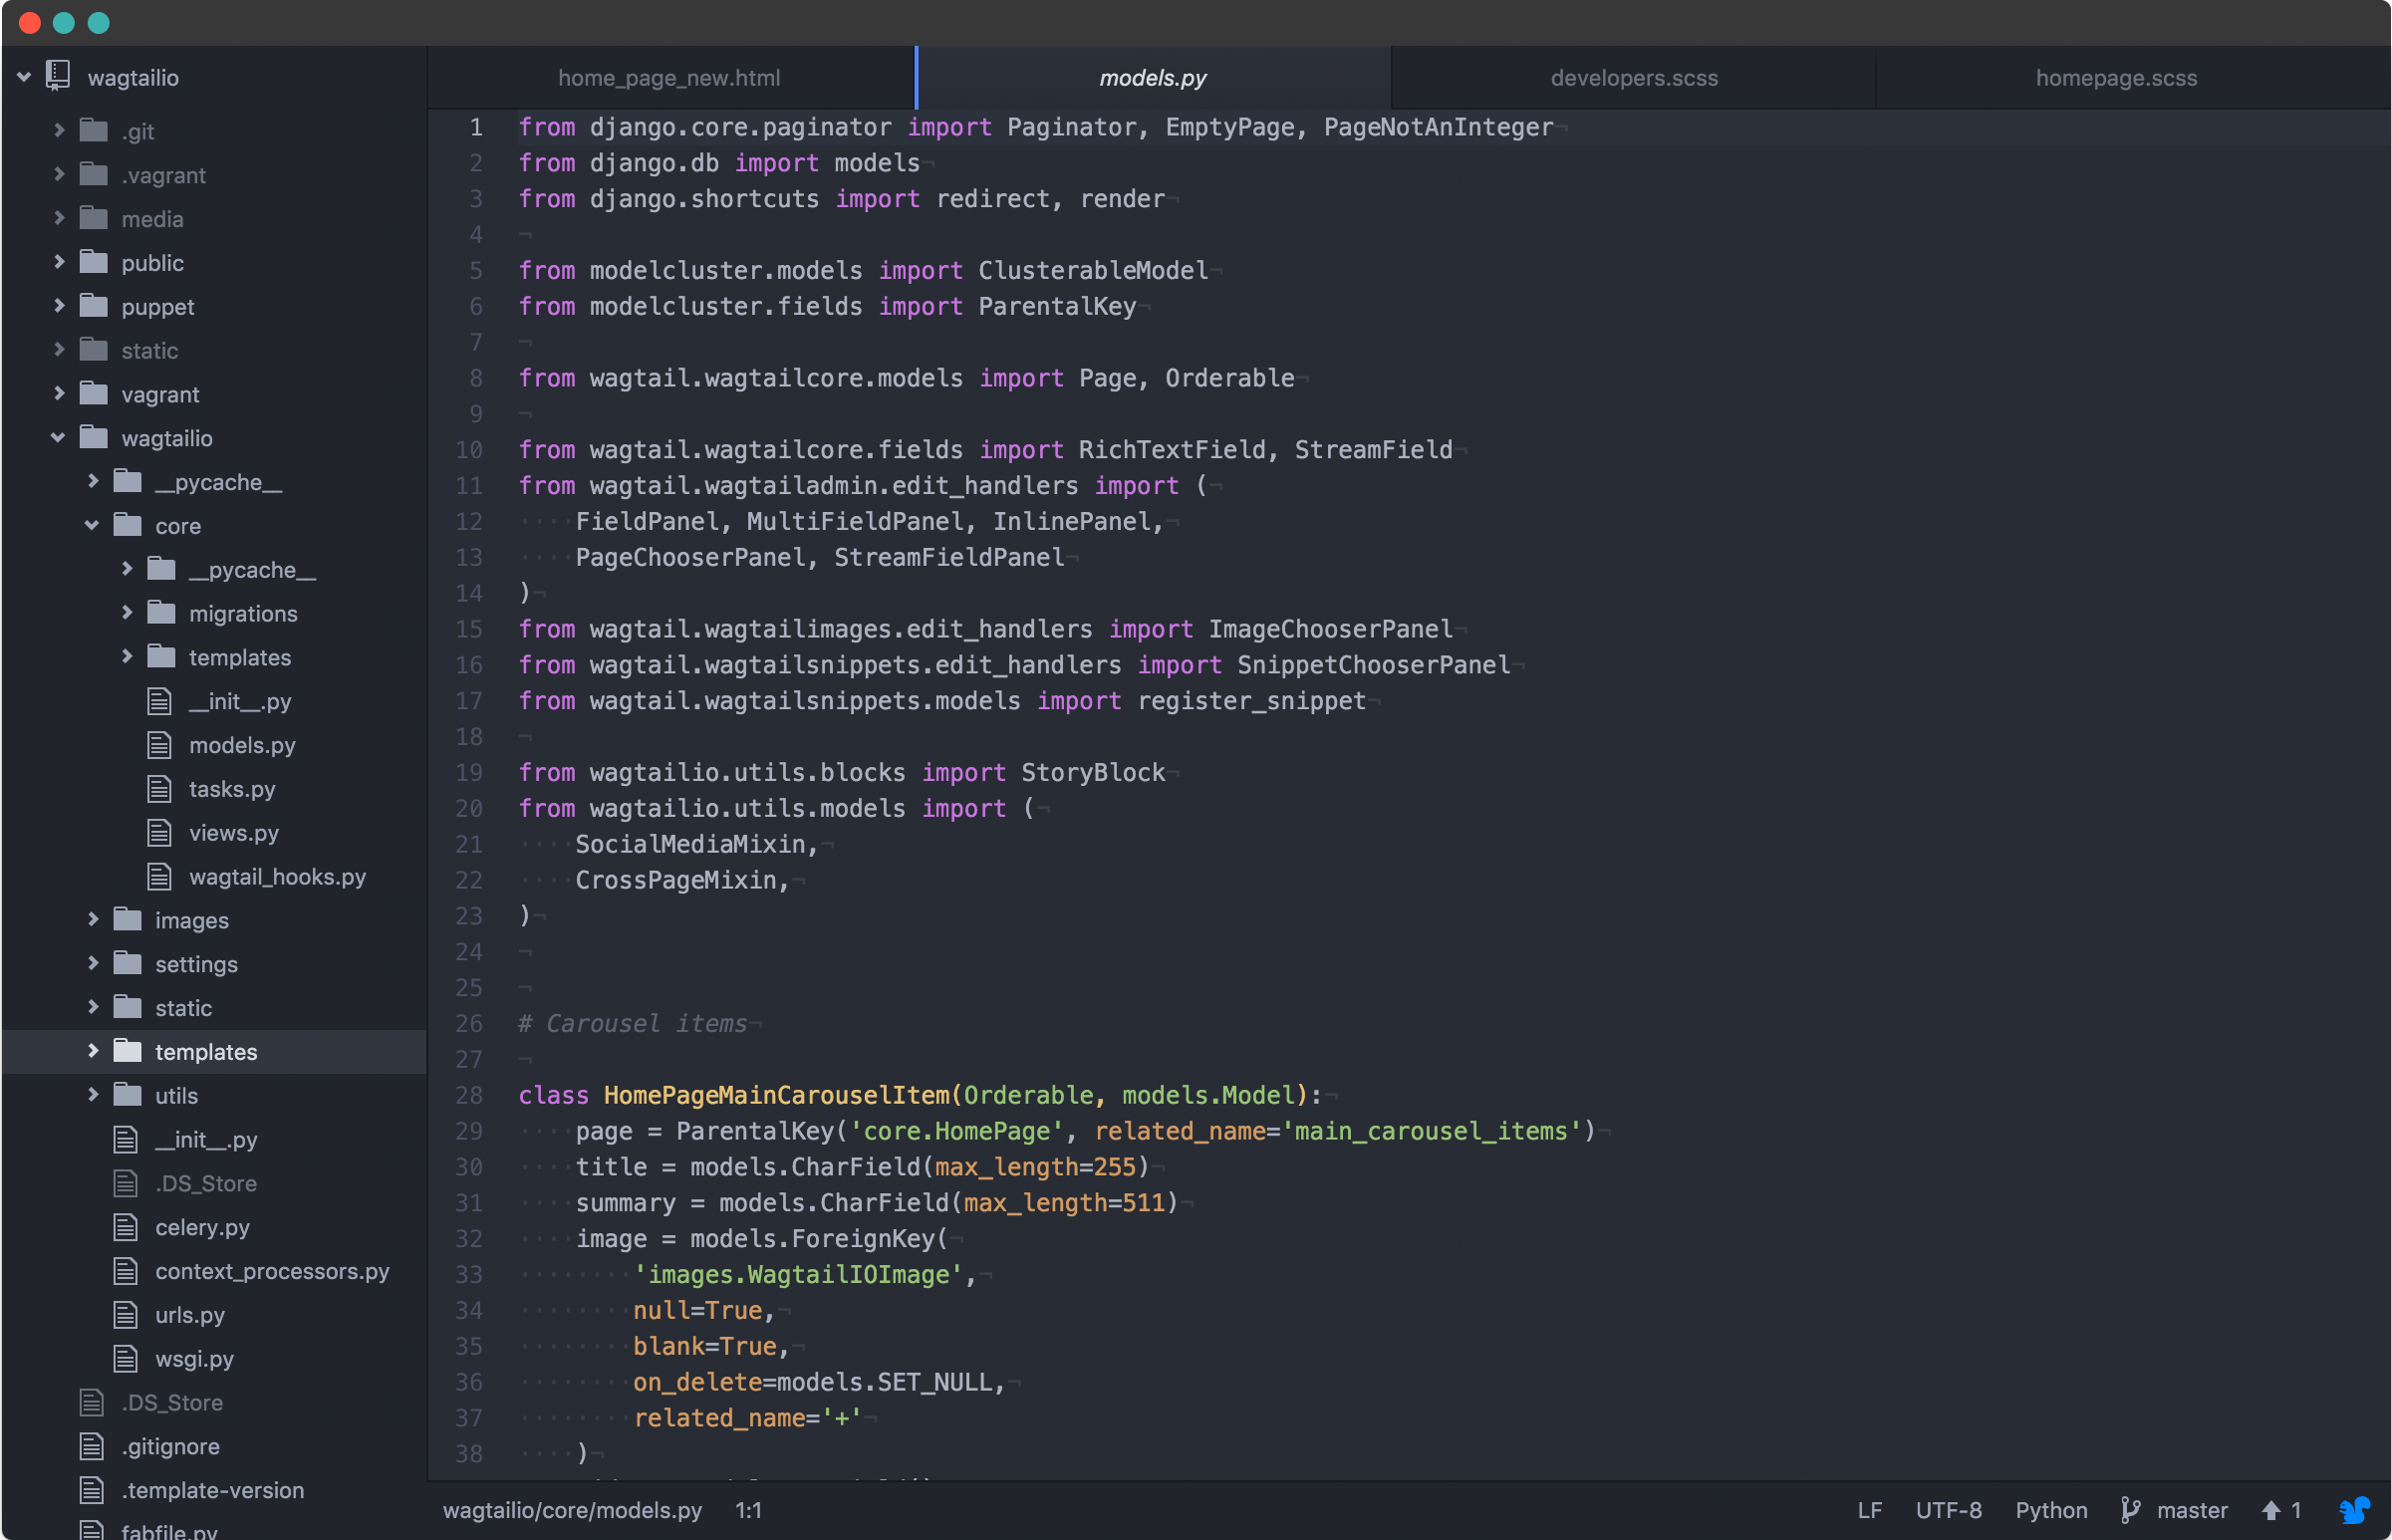 wagtailio
.git
.vagrant
media
public
puppet
static
vagrant
wagtailio
__pycache__
core
__pycache__
migrations
templates
__init__.py
models.py
tasks.py
views.py
wagtail_hooks.py
images
settings
static
templates
utils
__init__.py
.DS_Store
celery.py
context_processors.py
urls.py
wsgi.py
.DS_Store
.gitignore
.template-version
fabfile.py
home_page_new.html models.py developers.scss homepage.scss
1 from django.core.paginator import Paginator, EmptyPage, PageNotAnInteger¬
2 from django.db import models¬
3 from django.shortcuts import redirect, render¬
4 ¬
5 from modelcluster.models import ClusterableModel¬
6 from modelcluster.fields import ParentalKey¬
7 ¬
8 from wagtail.wagtailcore.models import Page, Orderable¬
9 ¬
10 from wagtail.wagtailcore.fields import RichTextField, StreamField¬
11 from wagtail.wagtailadmin.edit_handlers import (¬
12 ····FieldPanel, MultiFieldPanel, InlinePanel,¬
13 ····PageChooserPanel, StreamFieldPanel¬
14 )¬
15 from wagtail.wagtailimages.edit_handlers import ImageChooserPanel¬
16 from wagtail.wagtailsnippets.edit_handlers import SnippetChooserPanel¬
17 from wagtail.wagtailsnippets.models import register_snippet¬
18 ¬
19 from wagtailio.utils.blocks import StoryBlock¬
20 from wagtailio.utils.models import (¬
21 ····SocialMediaMixin,¬
22 ····CrossPageMixin,¬
23 )¬
24 ¬
25 ¬
26 # Carousel items¬
27 ¬
28 class HomePageMainCarouselItem(Orderable, models.Model):¬
29 ····page = ParentalKey('core.HomePage', related_name='main_carousel_items')¬
30 ····title = models.CharField(max_length=255)¬
31 ····summary = models.CharField(max_length=511)¬
32 ····image = models.ForeignKey(¬
33 ········'images.WagtailIOImage',¬
34 ········null=True,¬
35 ········blank=True,¬
36 ········on_delete=models.SET_NULL,¬
37 ········related_name='+'¬
38 ····)¬
wagtailio/core/models.py 1:1 LF UTF-8 Python master 1